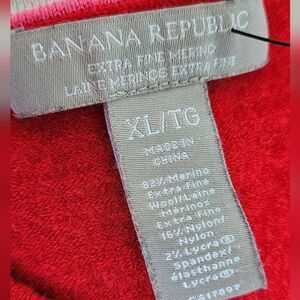 BANANA REPUBLIC
EXTRA FINE MERINO
LAINE MERINOS EXTRA FINE
XL/TG
MADE IN
CHINA
82% Merino
Extra Fine
Wool/Laine
Mérinos
Extra-Fine
16% Nylon/
Nylon
2% Lycra®
Spandex/
élasthanne
Lycra®